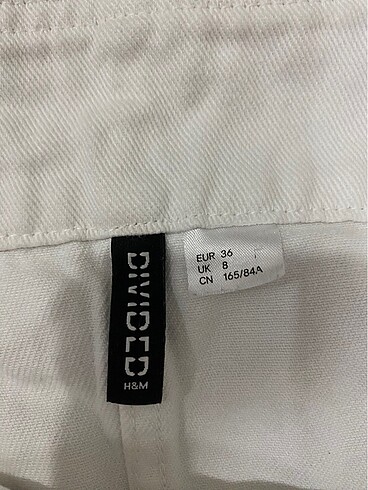 DIVIDED
H&M
EUR 36
UK 8
CN 165/84A